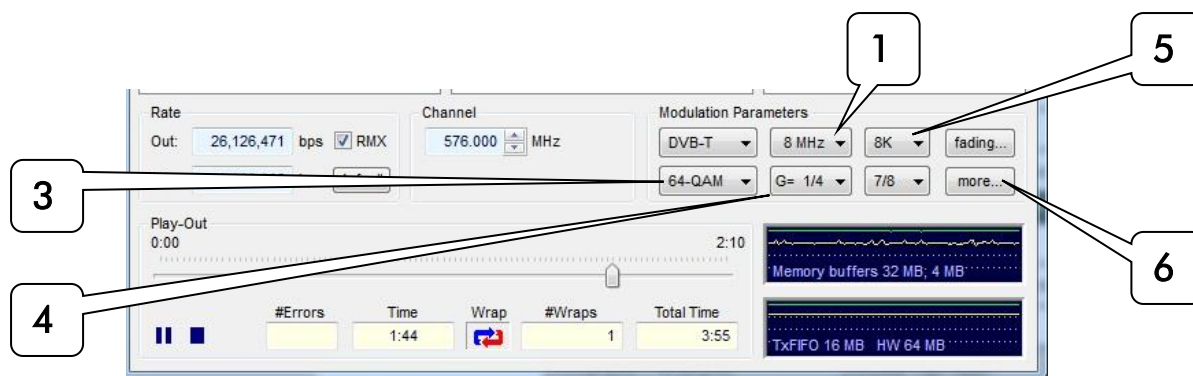 1
5
Rate
Channel
Modulation Parameters
Out: 26,126,471 bps RMX
576.000 MHz
DVB-T 8 MHz 8K fading...
64-QAM G= 1/4 7/8 more...
3
Play-Out
0:00 2:10
Memory buffers 32 MB; 4 MB
6
4
#Errors Time Wrap #Wraps Total Time
1:44 1 3:55
TxFIFO 16 MB HW 64 MB